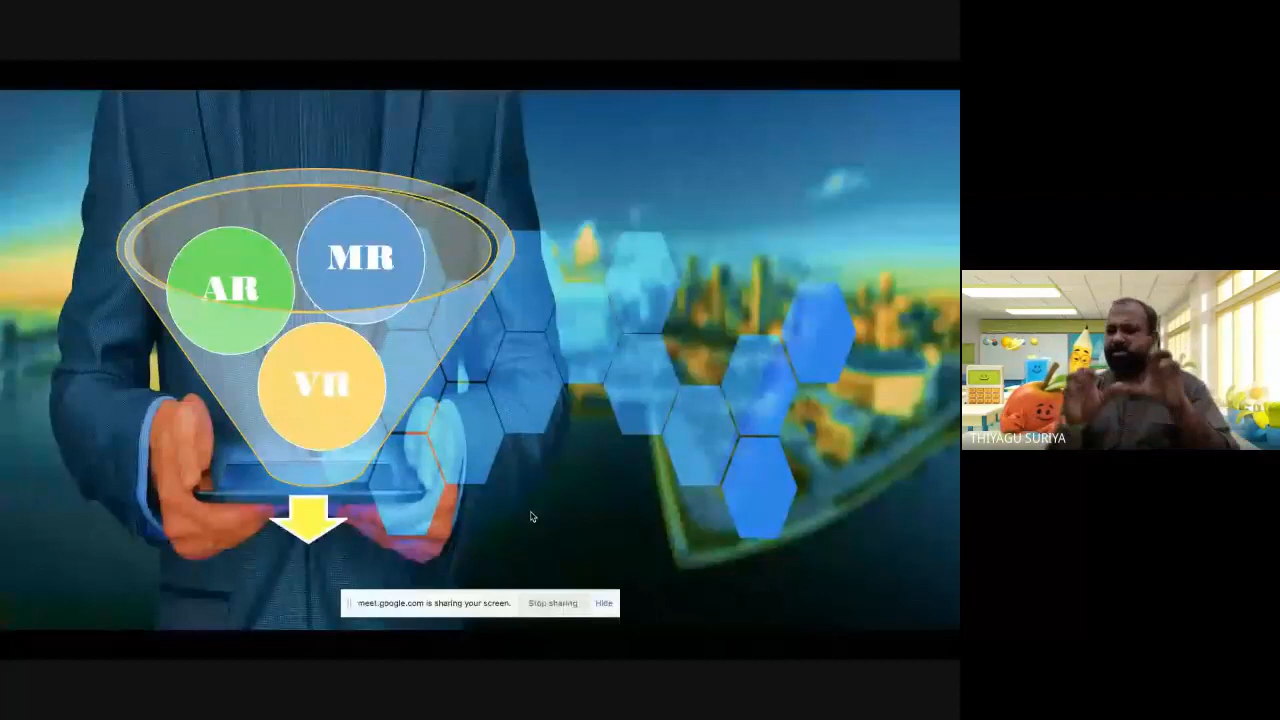 MR
AR
VR
THIYAGU SURIYA
meet.google.com is sharing your screen. Stop sharing Hide